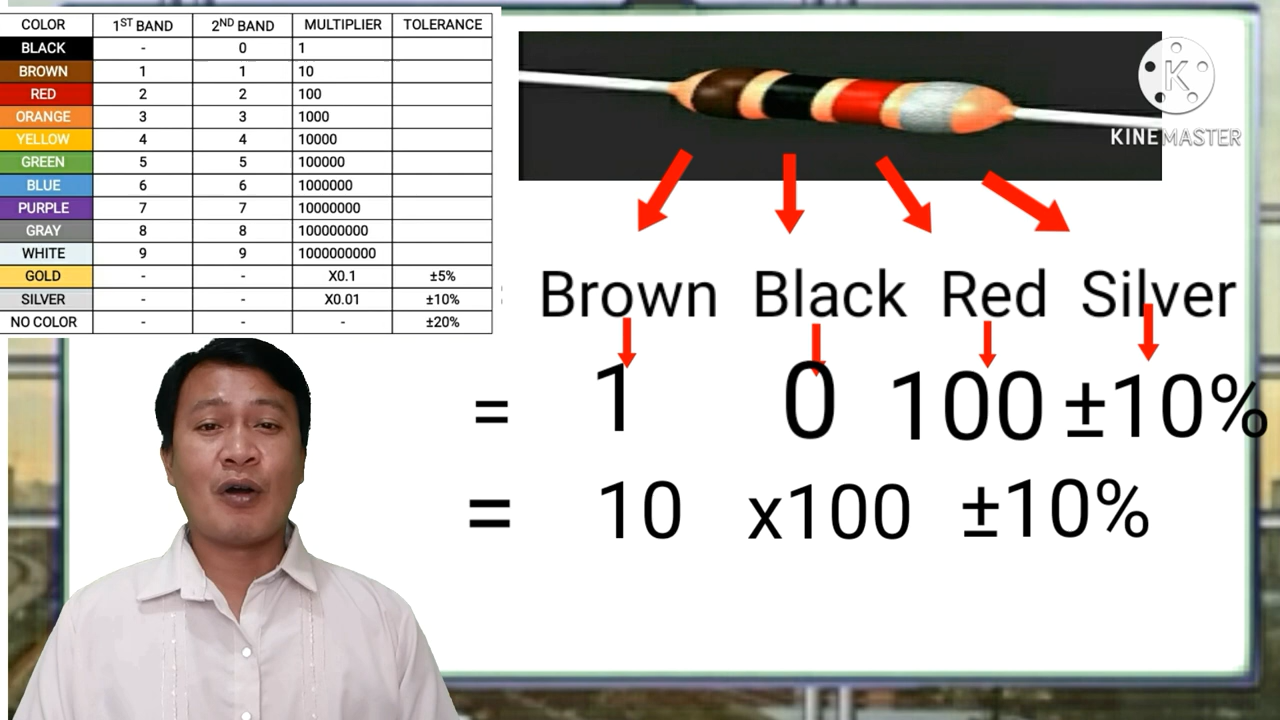 COLOR 1ST BAND 2ND BAND MULTIPLIER TOLERANCE
BLACK - 0 1
BROWN 1 1 10
RED 2 2 100
ORANGE 3 3 1000
YELLOW 4 4 10000
GREEN 5 5 100000
BLUE 6 6 1000000
PURPLE 7 7 10000000
GRAY 8 8 100000000
WHITE 9 9 1000000000
GOLD - - X0.1 ±5%
SILVER - - X0.01 ±10%
NO COLOR - - - ±20%
K
KINEMASTER
Brown Black Red Silver
= 1 0 100 ±10%
= 10 x100 ±10%